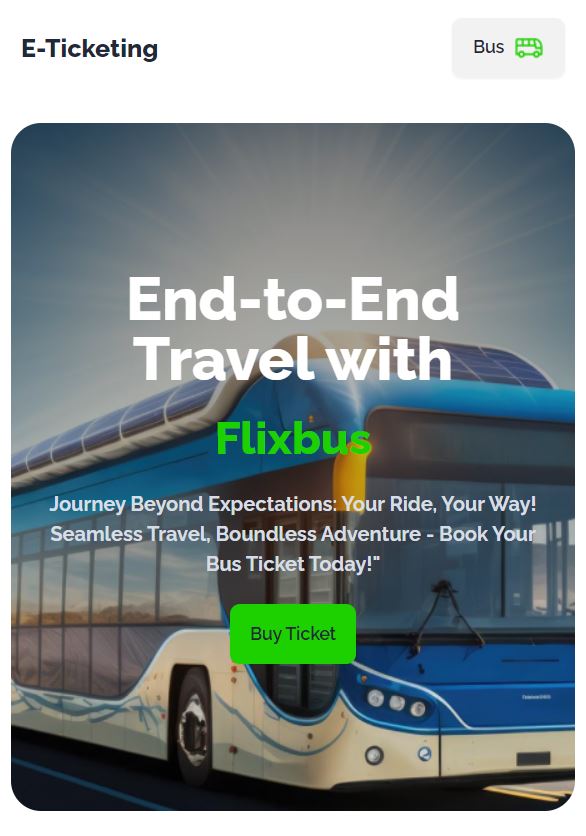 E-Ticketing
Bus
End-to-End
Travel with
Flixbus
Journey Beyond Expectations: Your Ride, Your Way!
Seamless Travel, Boundless Adventure - Book Your
Bus Ticket Today!"
Buy Ticket